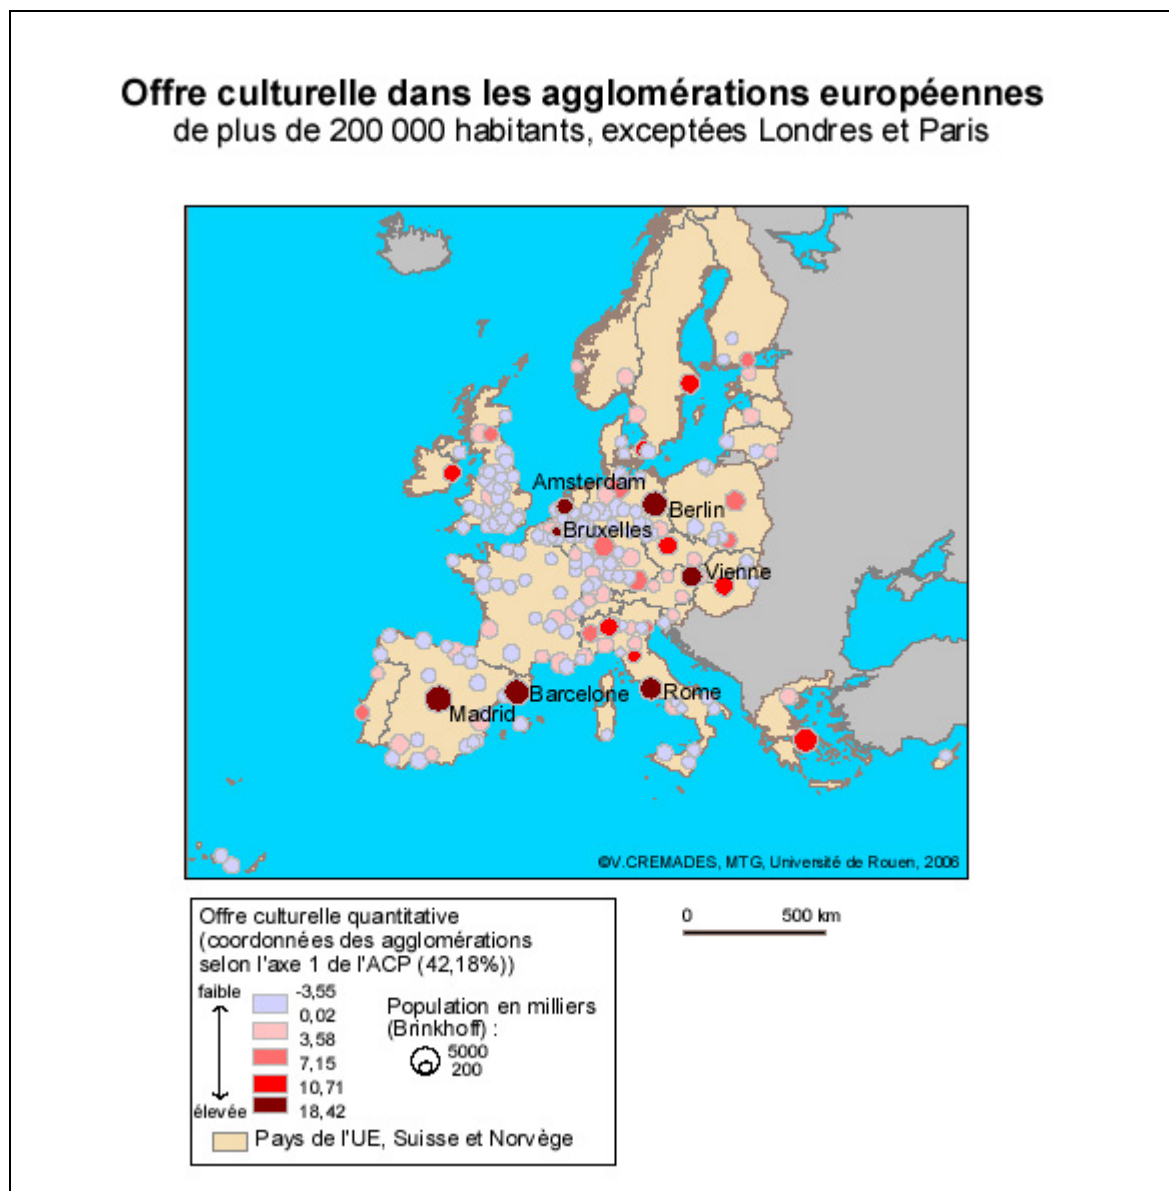 Offre culturelle dans les agglomérations européennes
de plus de 200 000 habitants, exceptées Londres et Paris
Amsterdam
Berlin
Bruxelles
Vienne
Barcelone
Rome
Madrid
©V.CREMADES, MTG, Université de Rouen, 2006
Offre culturelle quantitative
(coordonnées des agglomérations
selon l'axe 1 de l'ACP (42,18%))
faible
élevée
-3,55
0,02
3,58
7,15
10,71
18,42
Population en milliers
(Brinkhoff) :
5000
200
Pays de l'UE, Suisse et Norvège
0 500 km